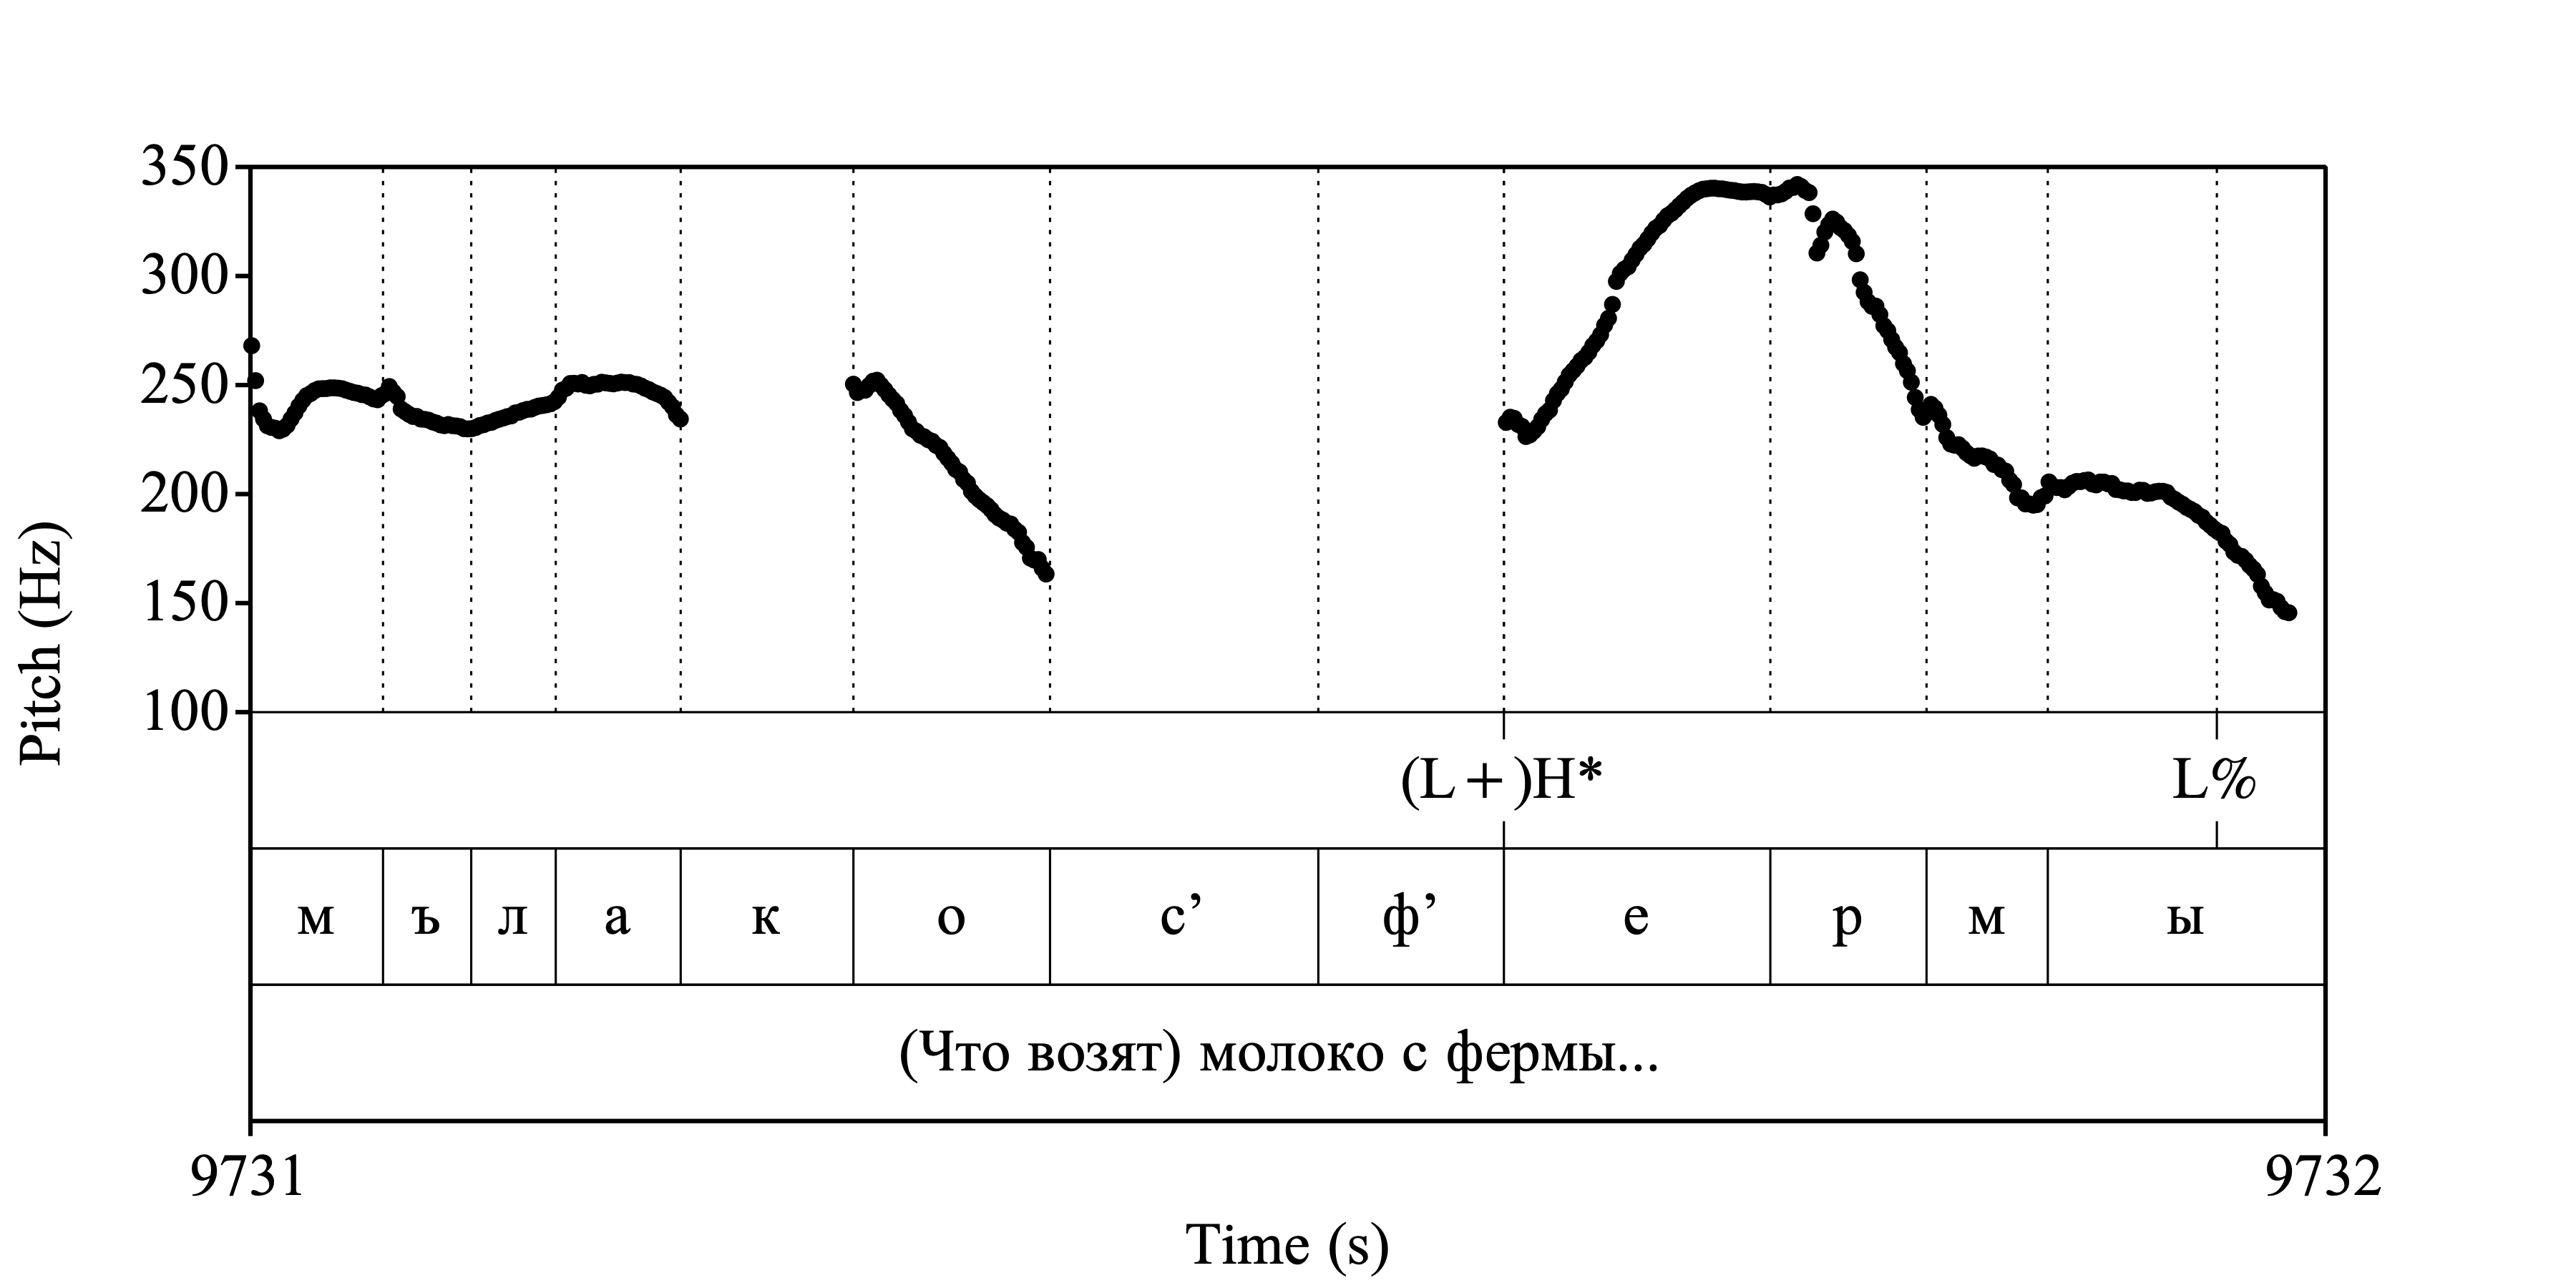 350
300
250
200
150
100
Pitch (Hz)
(L+)H* L%
м ъ л а к о с’ ф’ е р м ы
(Что возят) молоко с фермы...
9731 9732
Time (s)